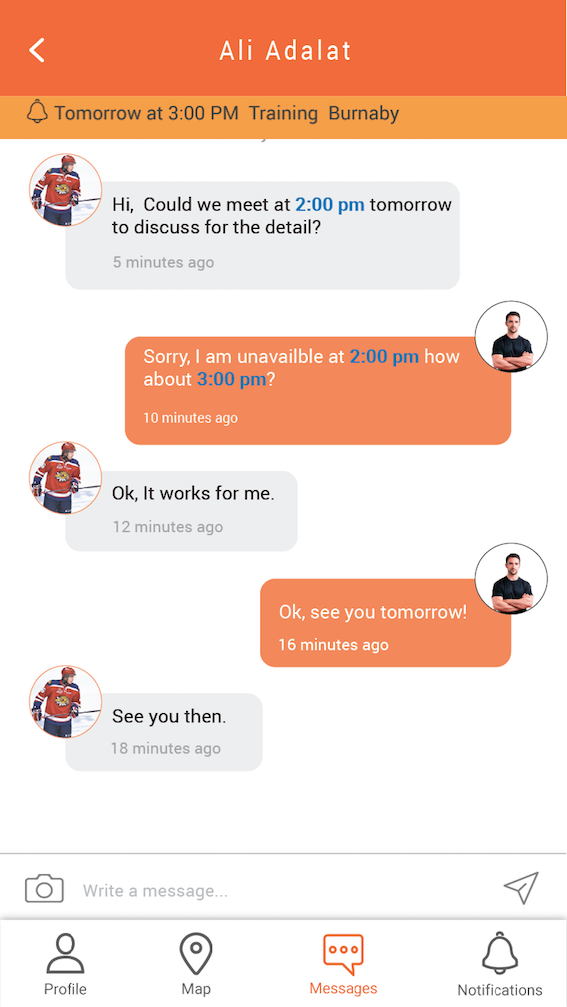 Ali Adalat
Tomorrow at 3:00 PM Training Burnaby
Hi, Could we meet at 2:00 pm tomorrow
to discuss for the detail?
5 minutes ago
Sorry, I am unavailble at 2:00 pm how
about 3:00 pm?
10 minutes ago
Ok, It works for me.
12 minutes ago
Ok, see you tomorrow!
16 minutes ago
See you then.
18 minutes ago
Write a message...
Profile
Map
Messages
Notifications